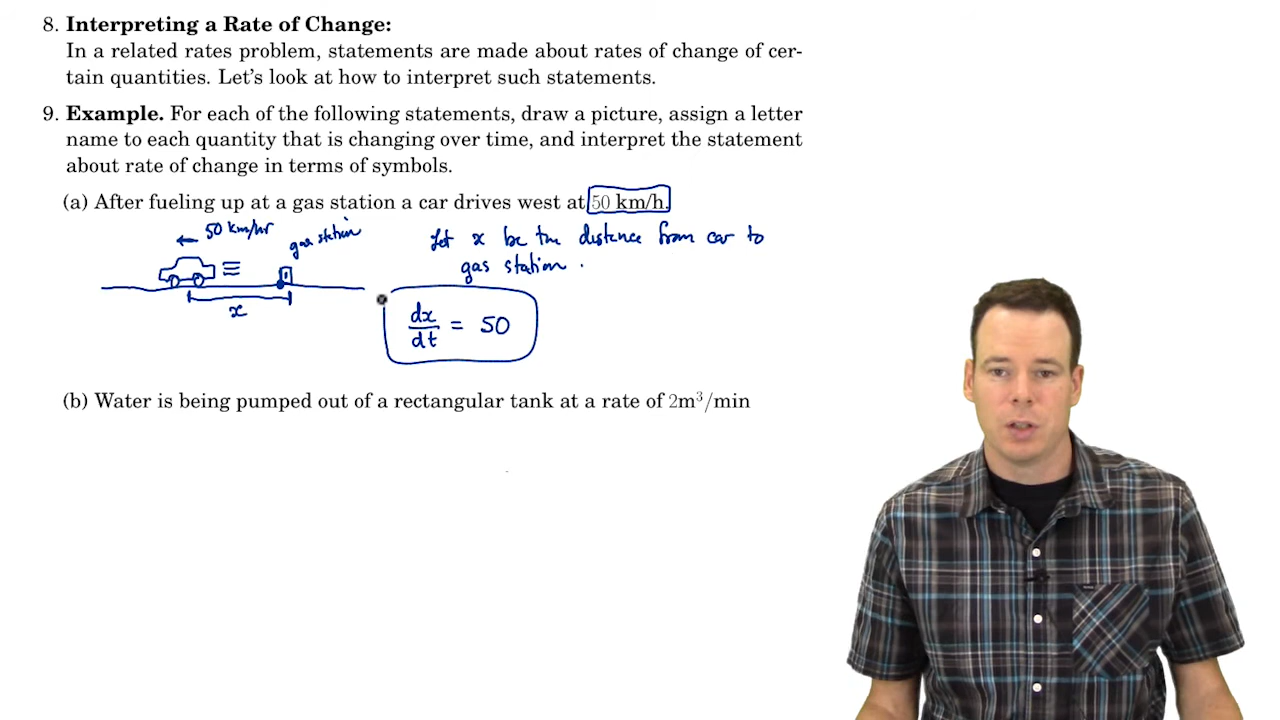 8. Interpreting a Rate of Change:
In a related rates problem, statements are made about rates of change of cer-
tain quantities. Let's look at how to interpret such statements.
9. Example. For each of the following statements, draw a picture, assign a letter
name to each quantity that is changing over time, and interpret the statement
about rate of change in terms of symbols.
(a) After fueling up at a gas station a car drives west at 50 km/h.
← 50 km/hr
gas station
x
Let x be the distance from car to
gas station.
dx/dt = 50
(b) Water is being pumped out of a rectangular tank at a rate of 2m³/min